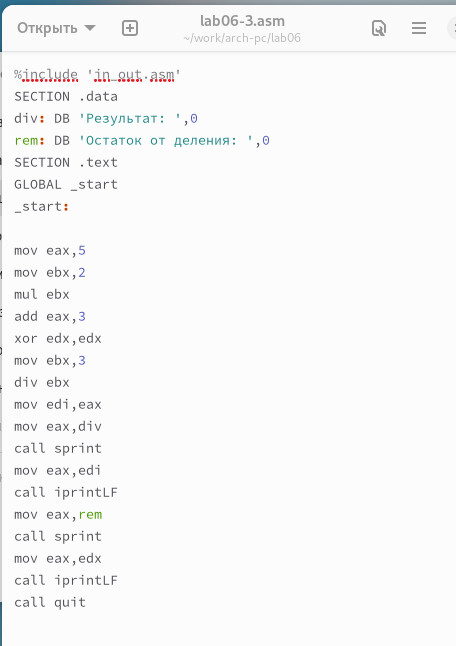 Открыть
lab06-3.asm
~/work/arch-pc/lab06
%include 'in_out.asm'
SECTION .data
div: DB 'Результат: ',0
rem: DB 'Остаток от деления: ',0
SECTION .text
GLOBAL _start
_start:
mov eax,5
mov ebx,2
mul ebx
add eax,3
xor edx,edx
mov ebx,3
div ebx
mov edi,eax
mov eax,div
call sprint
mov eax,edi
call iprintLF
mov eax,rem
call sprint
mov eax,edx
call iprintLF
call quit